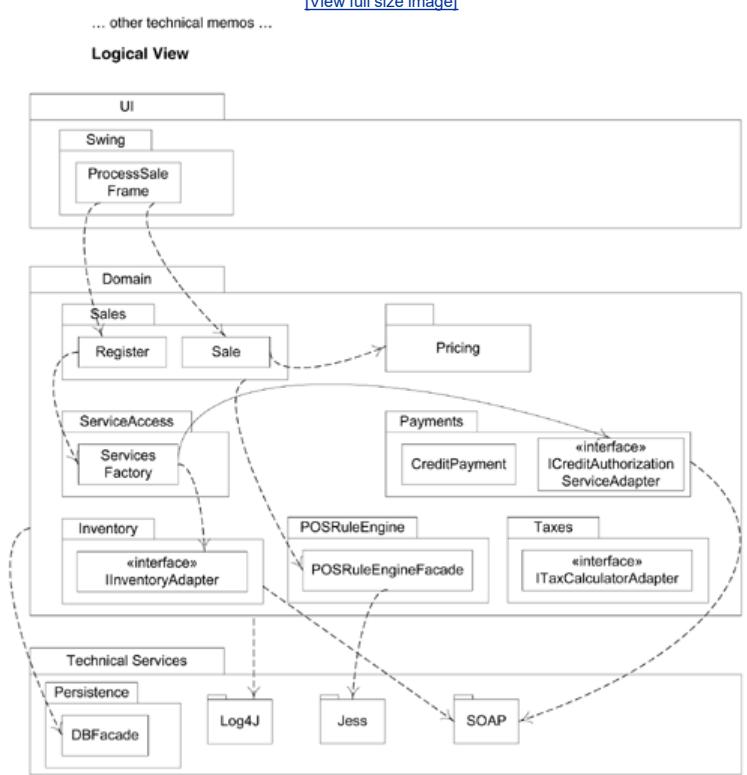 [View full size image]
... other technical memos ...
Logical View
UI
Swing
ProcessSale
Frame
Domain
Sales
Register
Sale
Pricing
ServiceAccess
Services
Factory
Payments
CreditPayment
«interface»
ICreditAuthorization
ServiceAdapter
Inventory
«interface»
IInventoryAdapter
POSRuleEngine
POSRuleEngineFacade
Taxes
«interface»
ITaxCalculatorAdapter
Technical Services
Persistence
DBFacade
Log4J
Jess
SOAP